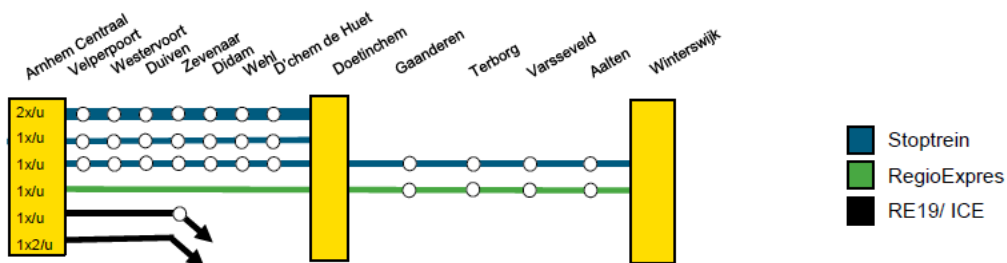 Arnhem Centraal
Velperpoort
Westervoort
Duiven
Zevenaar
Didam
Wehl
D'chem de Huet
Doetinchem
Gaanderen
Terborg
Varsseveld
Aalten
Winterswijk
2x/u
1x/u
1x/u
1x/u
1x/u
1x2/u
Stoptrein
RegioExpres
RE19/ ICE